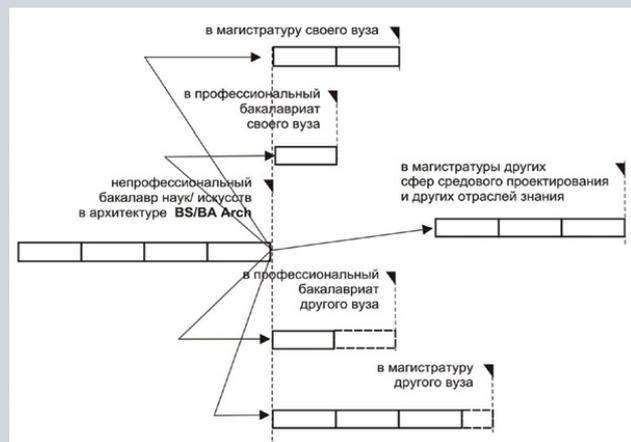 в магистратуру своего вуза
в профессиональный
бакалавриат
своего вуза
непрофессиональный
бакалавр наук/ искусств
в архитектуре BS/BA Arch
в магистратуры других
сфер средового проектирования
и других отраслей знания
в профессиональный
бакалавриат
другого вуза
в магистратуру
другого вуза